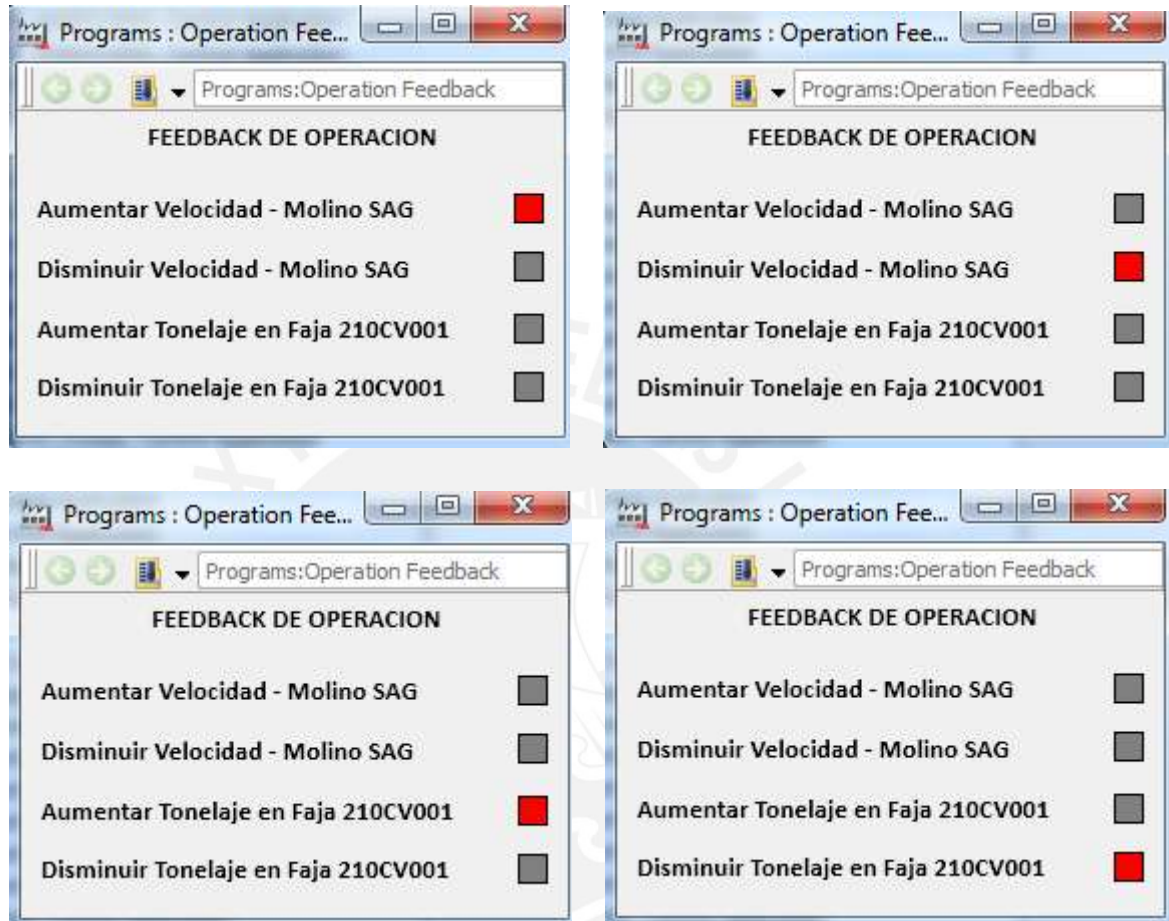 Programs : Operation Fee...
Programs:Operation Feedback
FEEDBACK DE OPERACION
Aumentar Velocidad - Molino SAG
Disminuir Velocidad - Molino SAG
Aumentar Tonelaje en Faja 210CV001
Disminuir Tonelaje en Faja 210CV001
Programs : Operation Fee...
Programs:Operation Feedback
FEEDBACK DE OPERACION
Aumentar Velocidad - Molino SAG
Disminuir Velocidad - Molino SAG
Aumentar Tonelaje en Faja 210CV001
Disminuir Tonelaje en Faja 210CV001
Programs : Operation Fee...
Programs:Operation Feedback
FEEDBACK DE OPERACION
Aumentar Velocidad - Molino SAG
Disminuir Velocidad - Molino SAG
Aumentar Tonelaje en Faja 210CV001
Disminuir Tonelaje en Faja 210CV001
Programs : Operation Fee...
Programs:Operation Feedback
FEEDBACK DE OPERACION
Aumentar Velocidad - Molino SAG
Disminuir Velocidad - Molino SAG
Aumentar Tonelaje en Faja 210CV001
Disminuir Tonelaje en Faja 210CV001